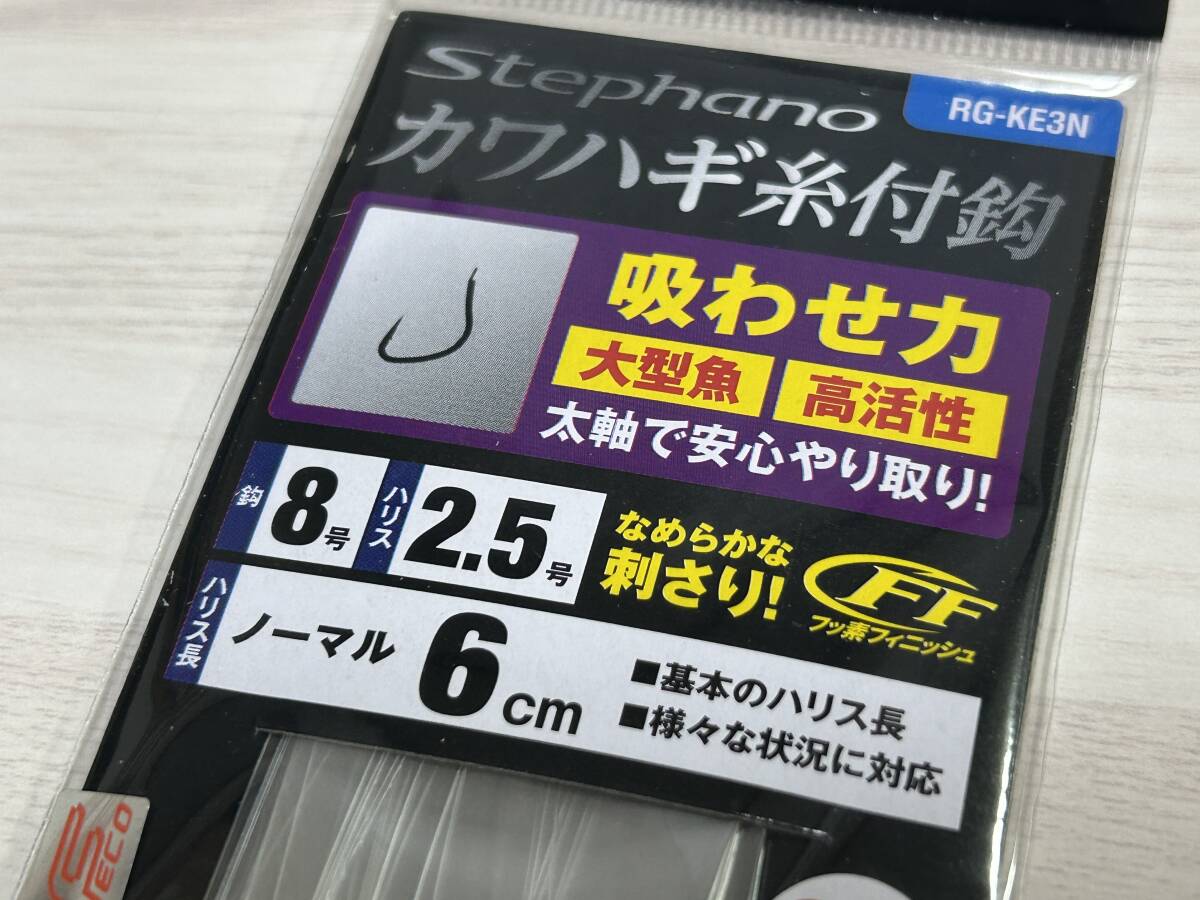 Stephano
RG-KE3N
カワハギ糸付鈎
吸わせ力
大型魚 高活性
太軸で安心やり取り!
鈎 8号 ハリス 2.5号
なめらかな
刺さり!
FF
フッ素フィニッシュ
ハリス長 ノーマル 6cm
■基本のハリス長
■様々な状況に対応
ECO